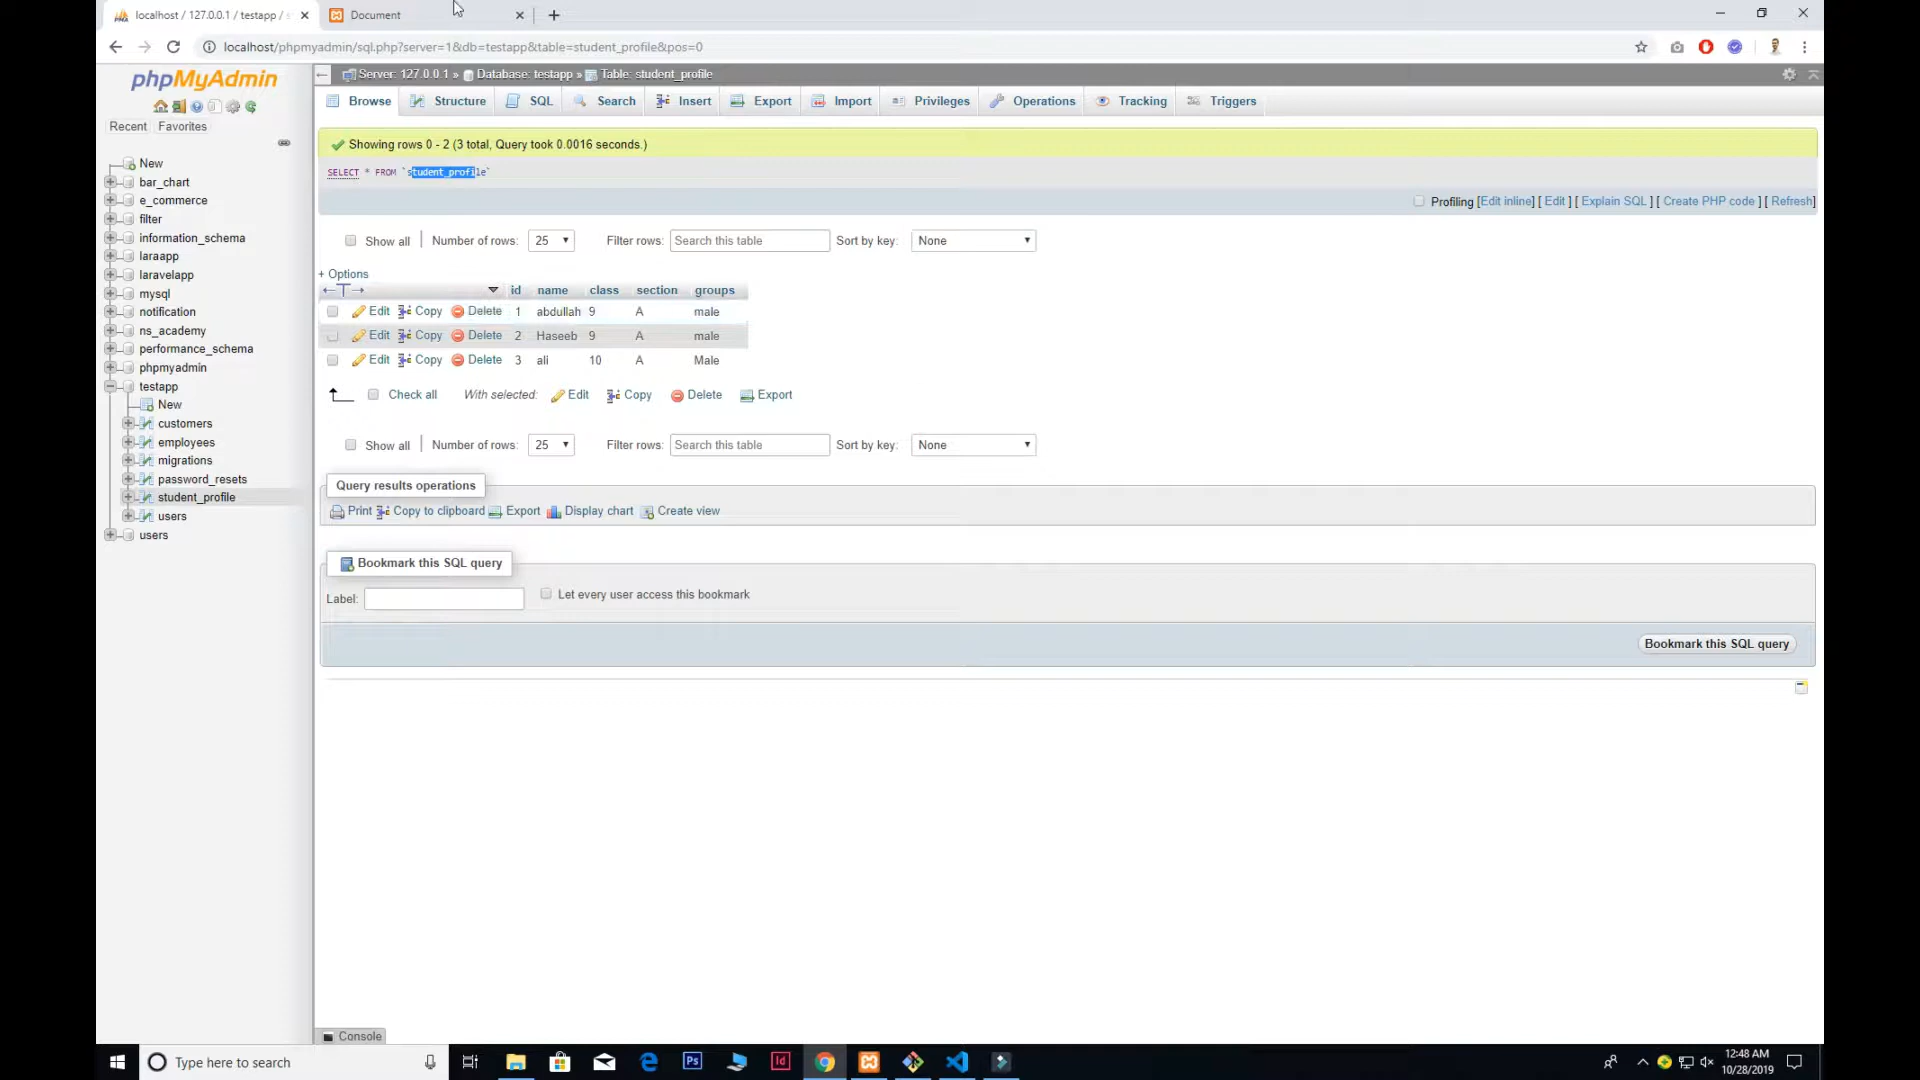 localhost / 127.0.0.1 / testapp / s
Document
localhost/phpmyadmin/sql.php?server=1&db=testapp&table=student_profile&pos=0
phpMyAdmin
Recent Favorites
New
bar_chart
e_commerce
filter
information_schema
laraapp
laravelapp
mysql
notification
ns_academy
performance_schema
phpmyadmin
testapp
New
customers
employees
migrations
password_resets
student_profile
users
users
Server: 127.0.0.1 » Database: testapp » Table: student_profile
Browse Structure SQL Search Insert Export Import Privileges Operations Tracking Triggers
Showing rows 0 - 2 (3 total, Query took 0.0016 seconds.)
SELECT * FROM `student_profile`
Profiling [Edit inline] [ Edit ] [ Explain SQL ] [ Create PHP code ] [ Refresh]
Show all Number of rows: 25 Filter rows: Search this table Sort by key: None
+ Options
←T→ id name class section groups
Edit Copy Delete 1 abdullah 9 A male
Edit Copy Delete 2 Haseeb 9 A male
Edit Copy Delete 3 ali 10 A Male
Check all With selected: Edit Copy Delete Export
Show all Number of rows: 25 Filter rows: Search this table Sort by key: None
Query results operations
Print Copy to clipboard Export Display chart Create view
Bookmark this SQL query
Label: Let every user access this bookmark
Bookmark this SQL query
Console
Type here to search
Ps
Id
12:48 AM
10/28/2019